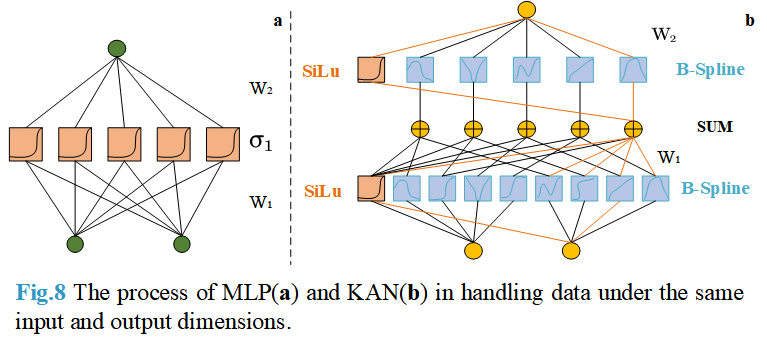 a
b
W₂
SiLu
B-Spline
W₂
σ₁
SUM
W₁
SiLu
B-Spline
W₁
Fig.8 The process of MLP(a) and KAN(b) in handling data under the same
input and output dimensions.